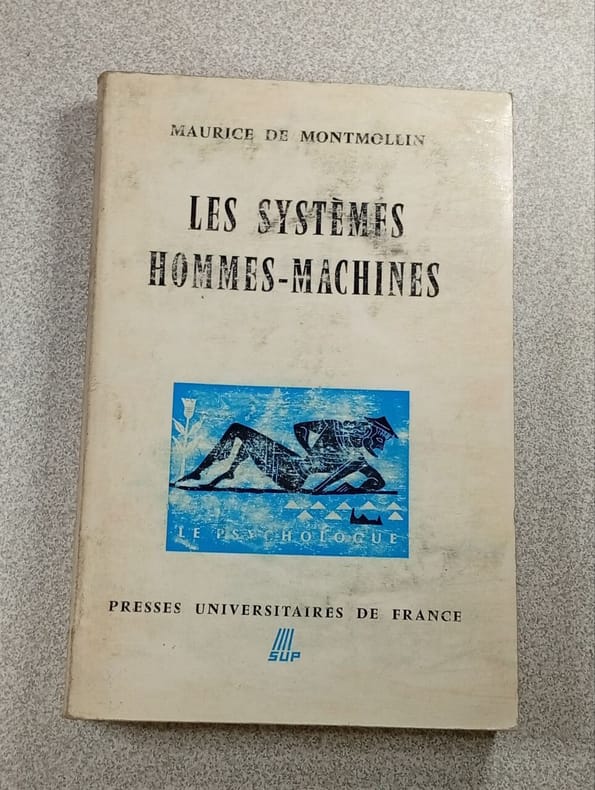 MAURICE DE MONTMOLLIN
LES SYSTÈMES
HOMMES-MACHINES
LE PSYCHOLOGUE
PRESSES UNIVERSITAIRES DE FRANCE
SUP